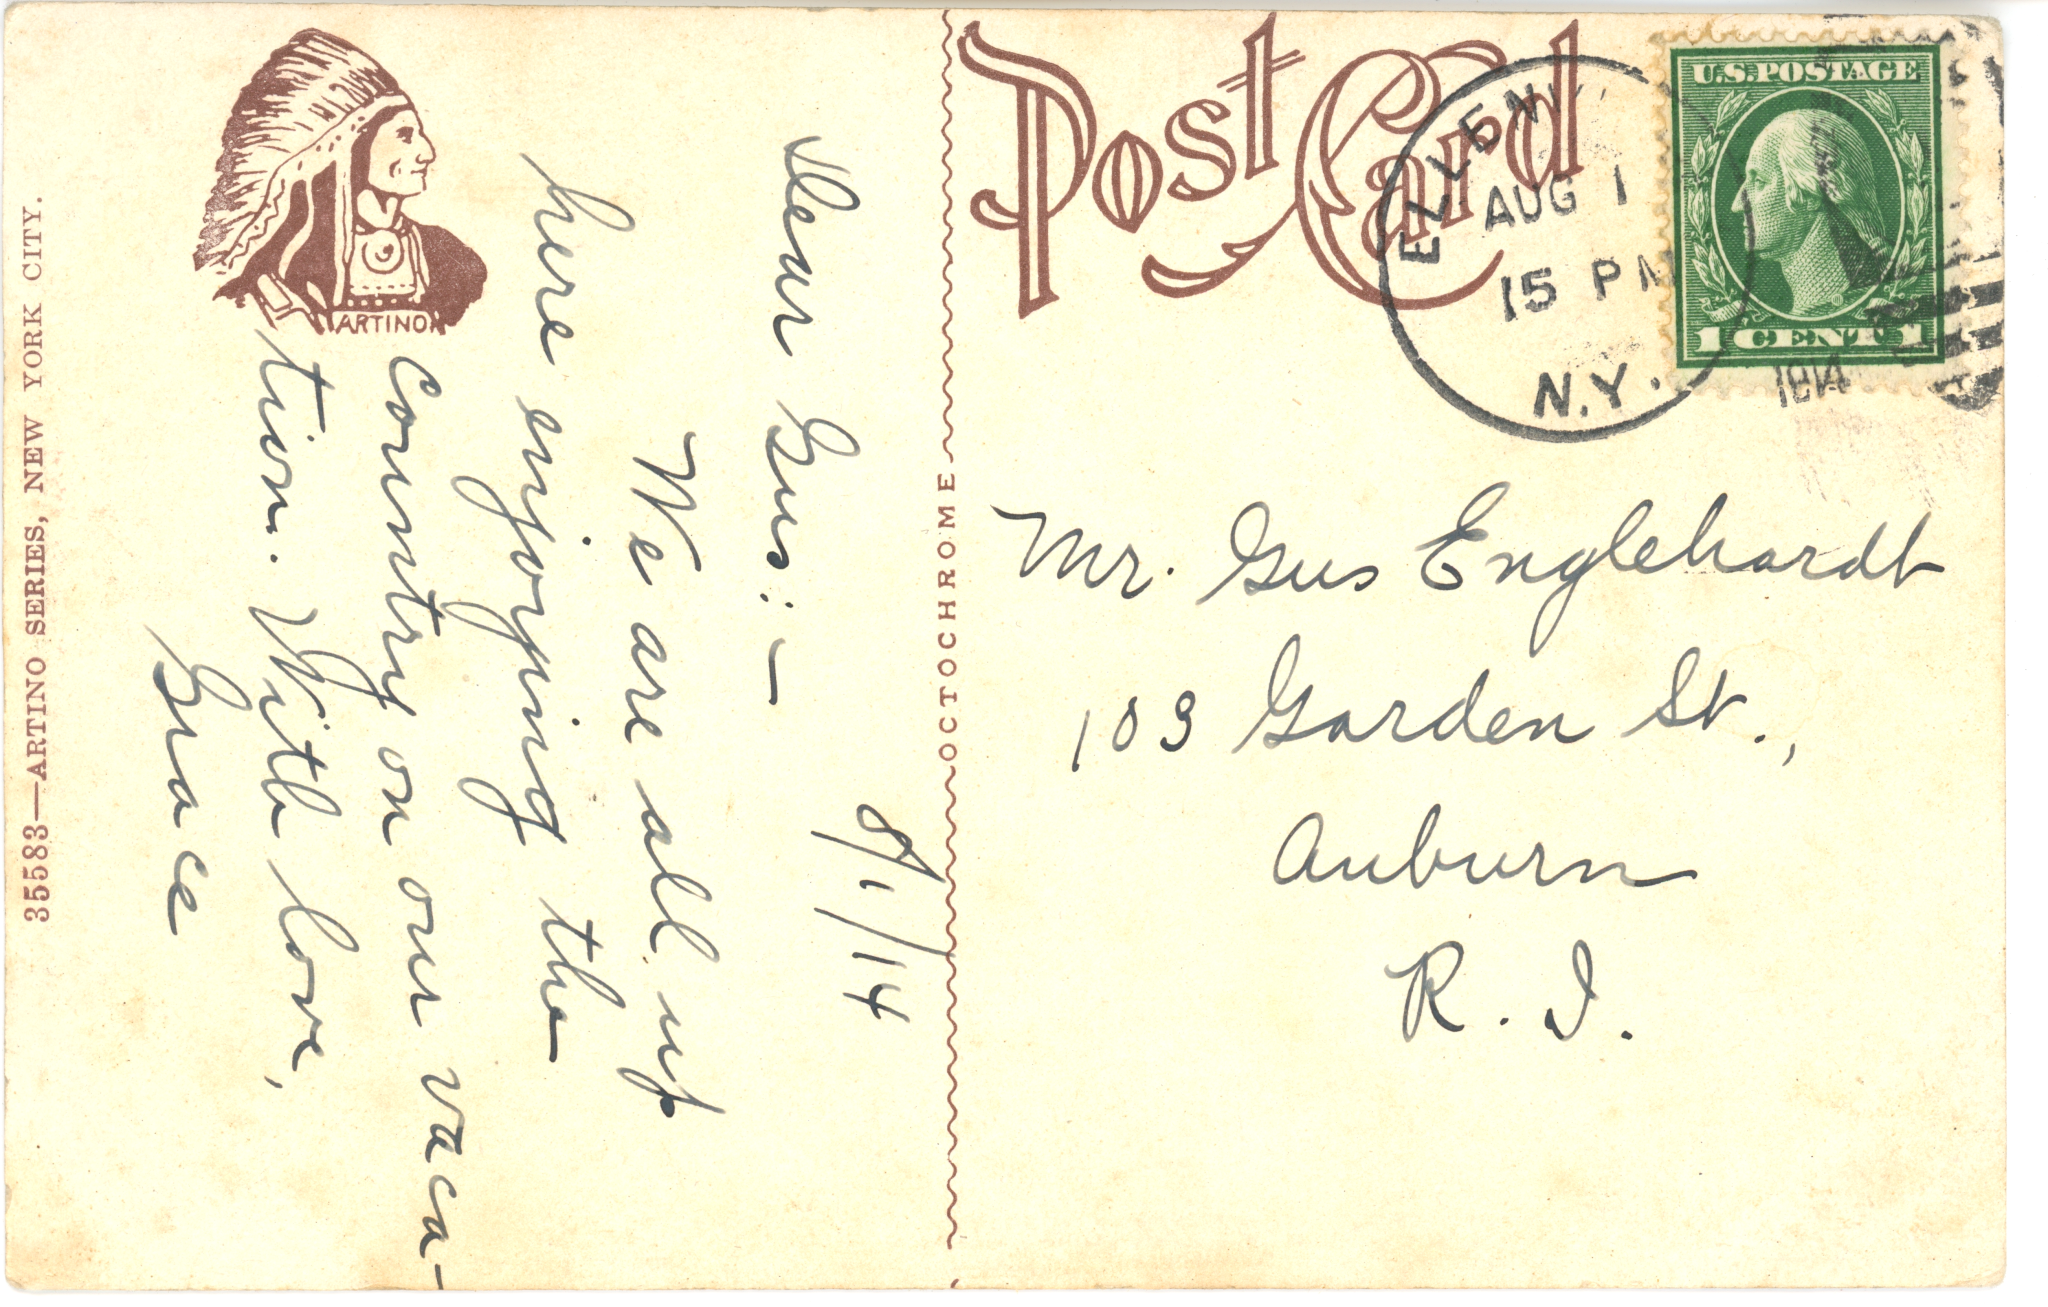 35583—ARTINO SERIES, NEW YORK CITY.
ARTINO
8/1/14
Dear Gus:—
We are all up
here enjoying the
country on our vaca-
tion. With love,
Grace
OCTOCHROME
Post Card
AUG 1
15 PM
N.Y.
1914
U.S. POSTAGE
1 CENT 1
Mr. Gus Englehardt
103 Garden St.,
Auburn
R. I.